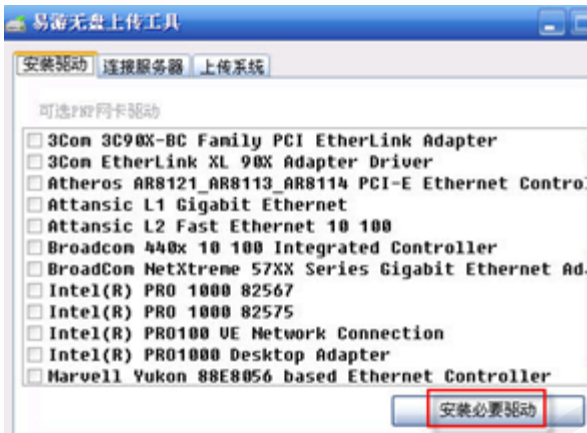 易游无盘上传工具
安装驱动 连接服务器 上传系统
可选PNP网卡驱动
3Com 3C90X-BC Family PCI EtherLink Adapter
3Com EtherLink XL 90X Adapter Driver
Atheros AR8121_AR8113_AR8114 PCI-E Ethernet Contro
Attansic L1 Gigabit Ethernet
Attansic L2 Fast Ethernet 10 100
Broadcom 440x 10 100 Integrated Controller
BroadCom NetXtreme 57XX Series Gigabit Ethernet Ad
Intel(R) PRO 1000 82567
Intel(R) PRO 1000 82575
Intel(R) PRO100 VE Network Connection
Intel(R) PRO1000 Desktop Adapter
Marvell Yukon 88E8056 based Ethernet Controller
安装必要驱动